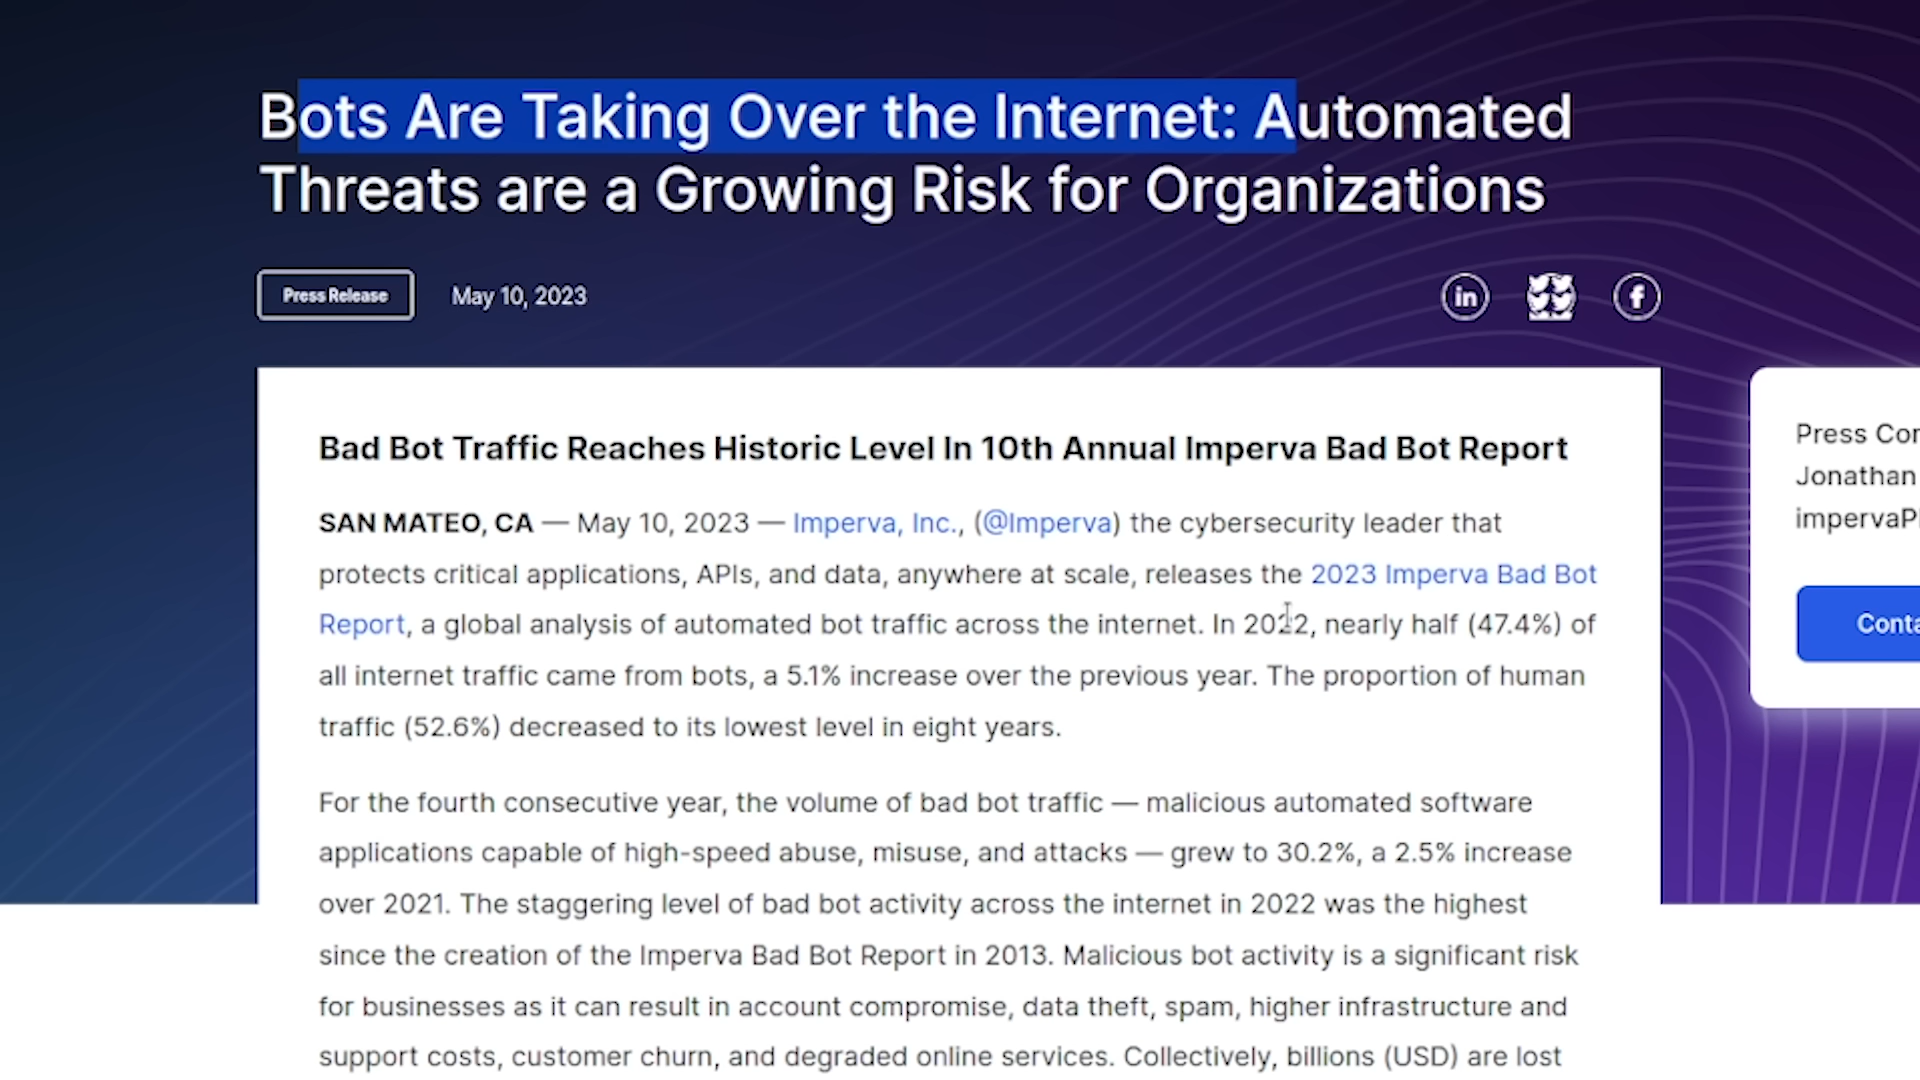 Bots Are Taking Over the Internet: Automated
Threats are a Growing Risk for Organizations
Press Release
May 10, 2023
in
f
Bad Bot Traffic Reaches Historic Level In 10th Annual Imperva Bad Bot Report
SAN MATEO, CA — May 10, 2023 — Imperva, Inc., (@Imperva) the cybersecurity leader that
protects critical applications, APIs, and data, anywhere at scale, releases the 2023 Imperva Bad Bot
Report, a global analysis of automated bot traffic across the internet. In 2022, nearly half (47.4%) of
all internet traffic came from bots, a 5.1% increase over the previous year. The proportion of human
traffic (52.6%) decreased to its lowest level in eight years.
For the fourth consecutive year, the volume of bad bot traffic — malicious automated software
applications capable of high-speed abuse, misuse, and attacks — grew to 30.2%, a 2.5% increase
over 2021. The staggering level of bad bot activity across the internet in 2022 was the highest
since the creation of the Imperva Bad Bot Report in 2013. Malicious bot activity is a significant risk
for businesses as it can result in account compromise, data theft, spam, higher infrastructure and
support costs, customer churn, and degraded online services. Collectively, billions (USD) are lost
Press
Jonathan